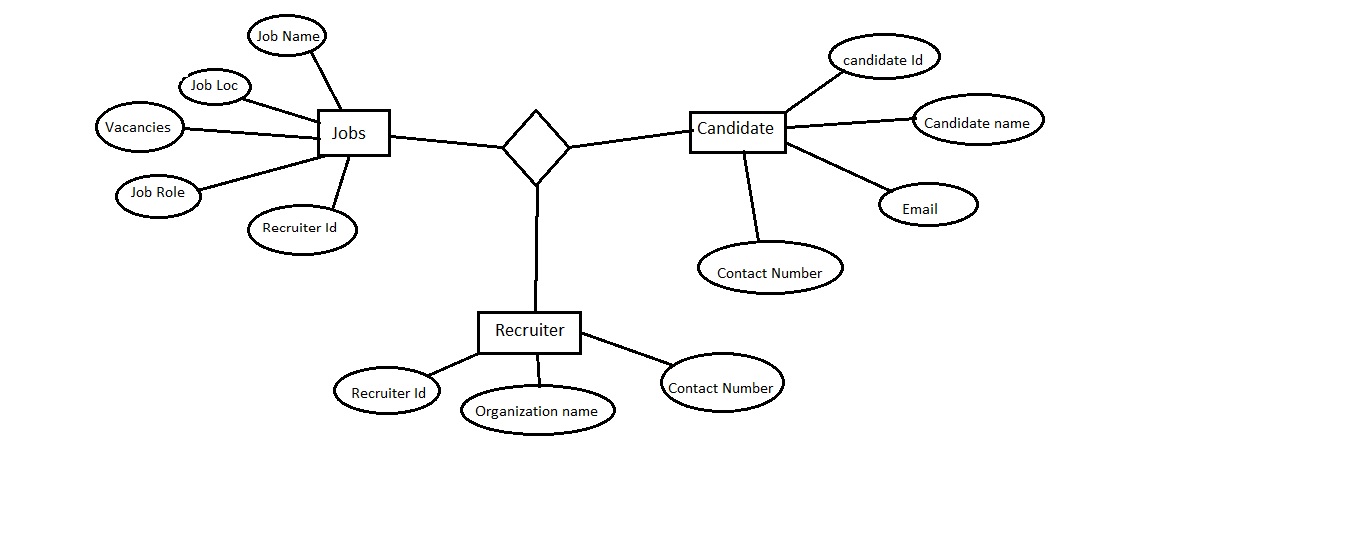 Job Name
Job Loc
Vacancies
Jobs
Job Role
Recruiter Id
candidate Id
Candidate
Candidate name
Email
Contact Number
Recruiter
Recruiter Id
Organization name
Contact Number